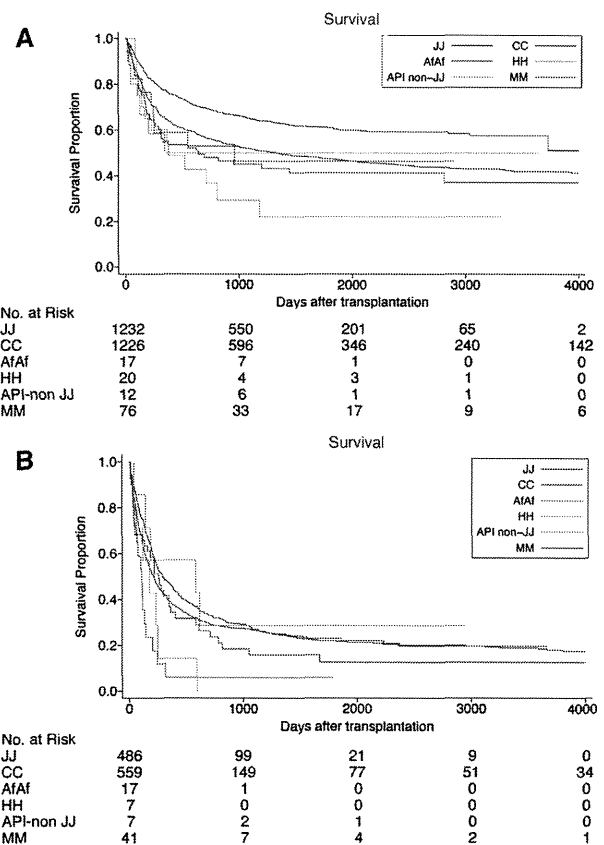 A
Survival
JJ CC
AfAf HH
API non-JJ MM
1.0
0.8
0.6
0.4
0.2
0.0
Survaival Proportion
0 1000 2000 3000 4000
Days after transplantation
No. at Risk
JJ 1232 550 201 65 2
CC 1226 596 346 240 142
AfAf 17 7 1 0 0
HH 20 4 3 1 0
API-non JJ 12 6 1 1 0
MM 76 33 17 9 6
B
Survival
JJ
CC
AfAf
HH
API non-JJ
MM
1.0
0.8
0.6
0.4
0.2
0.0
Survaival Proportion
0 1000 2000 3000 4000
Days after transplantation
No. at Risk
JJ 486 99 21 9 0
CC 559 149 77 51 34
AfAf 17 1 0 0 0
HH 7 0 0 0 0
API-non JJ 7 2 1 0 0
MM 41 7 4 2 1